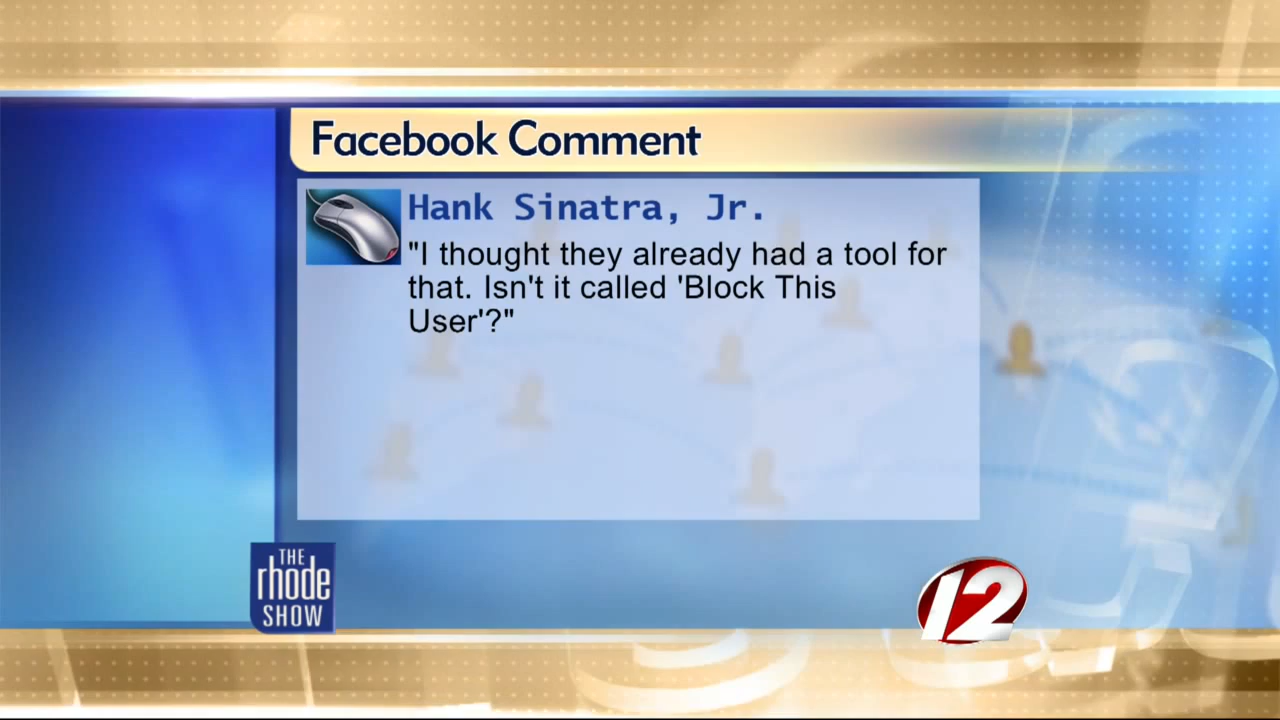 Facebook Comment
Hank Sinatra, Jr.
"I thought they already had a tool for
that. Isn't it called 'Block This
User'?"
THE
rhode
SHOW
12